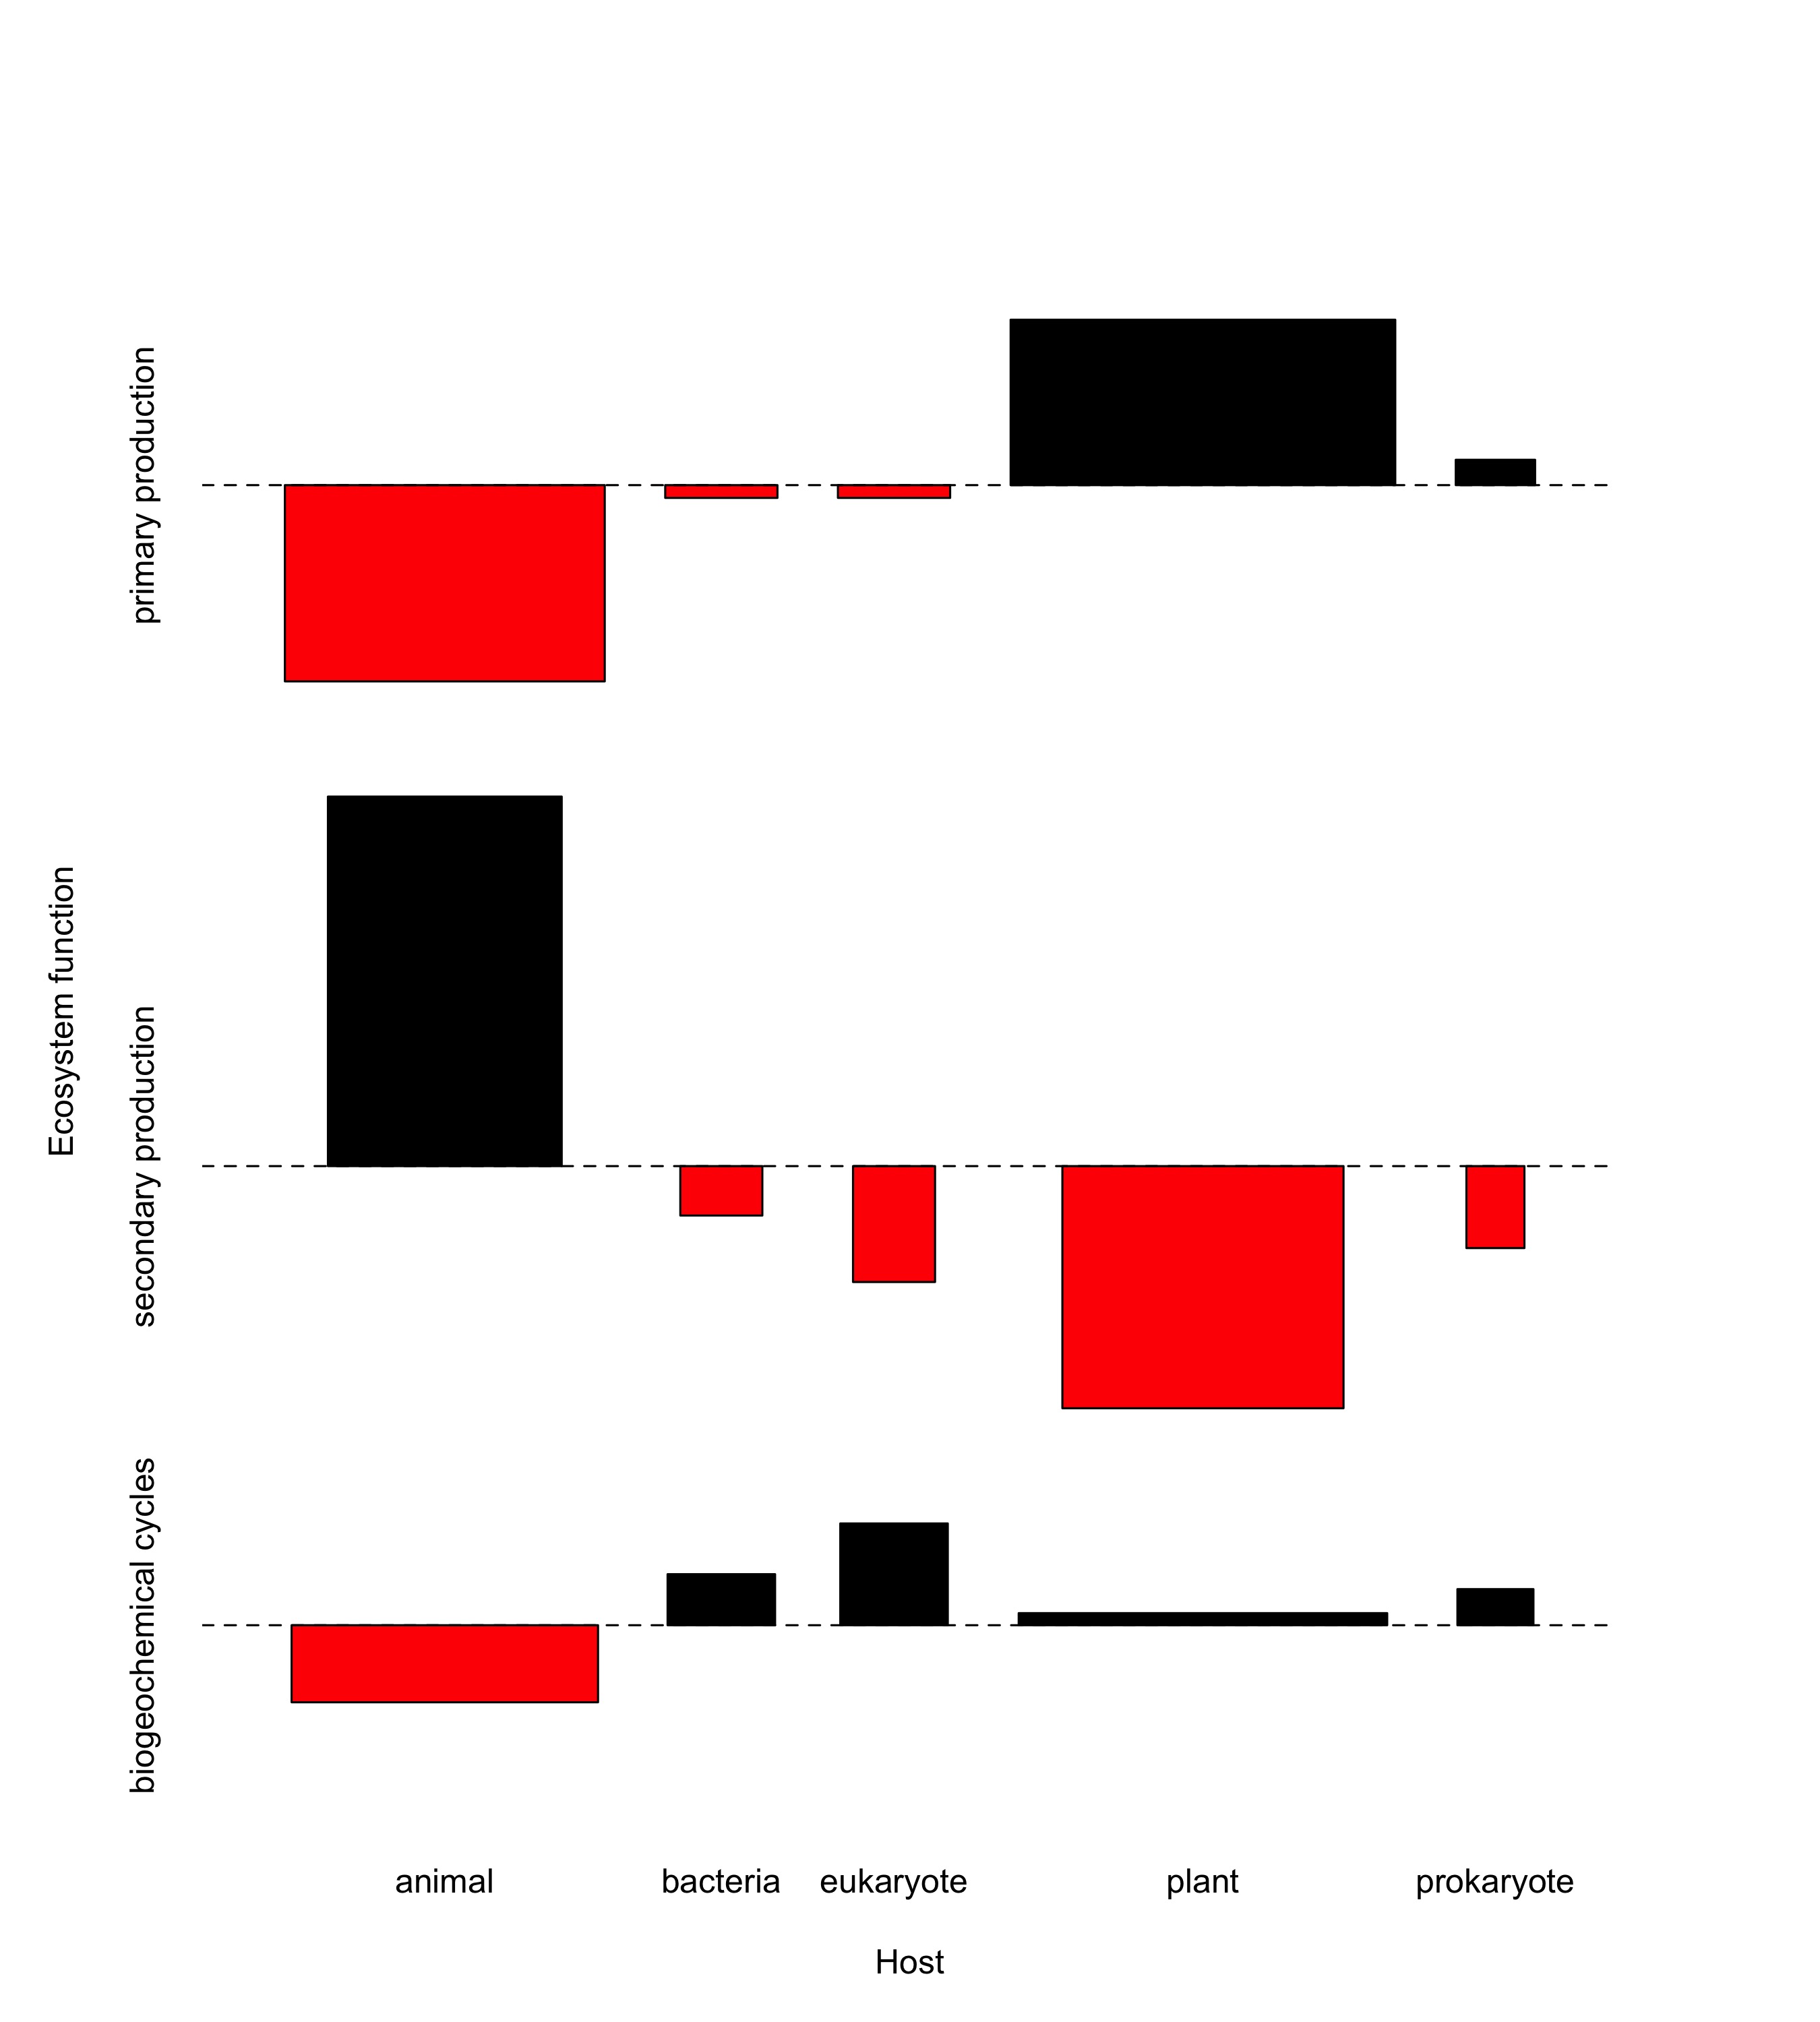 Ecosystem function
primary production
secondary production
biogeochemical cycles
animal bacteria eukaryote plant prokaryote
Host